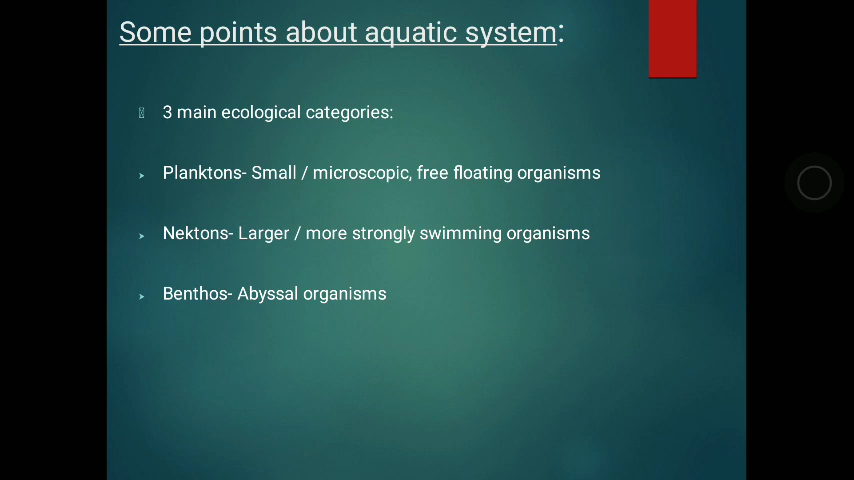 Some points about aquatic system:
3 main ecological categories:
Planktons- Small / microscopic, free floating organisms
Nektons- Larger / more strongly swimming organisms
Benthos- Abyssal organisms